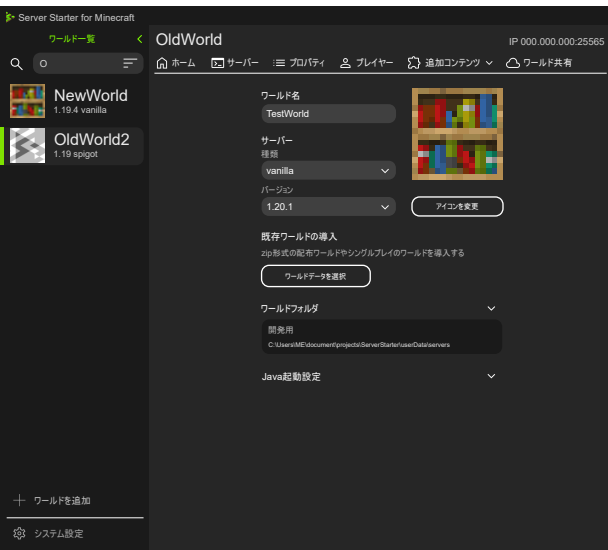 Server Starter for Minecraft
ワールド一覧
O
NewWorld
1.19.4 vanilla
OldWorld2
1.19 spigot
ワールドを追加
システム設定
OldWorld
IP 000.000.000:25565
ホーム
サーバー
プロパティ
プレイヤー
追加コンテンツ
ワールド共有
ワールド名
TestWorld
サーバー
種類
vanilla
バージョン
1.20.1
アイコンを変更
既存ワールドの導入
zip形式の配布ワールドやシングルプレイのワールドを導入する
ワールドデータを選択
ワールドフォルダ
開発用
C:\Users\ME\document\projects\ServerStarter\userData\servers
Java起動設定